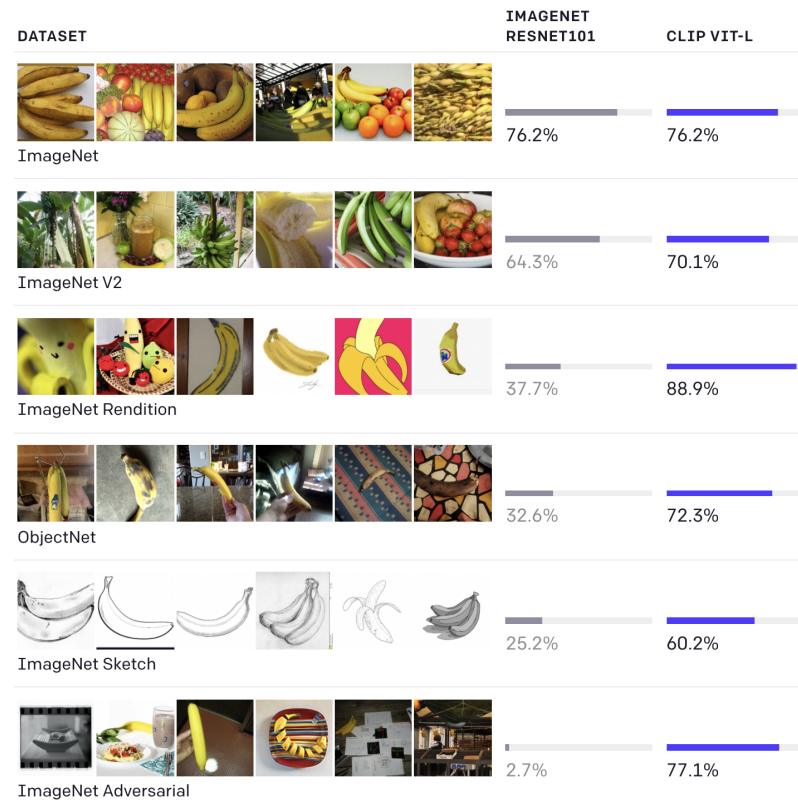 DATASET
IMAGENET
RESNET101
CLIP VIT-L
ImageNet
76.2%
76.2%
ImageNet V2
64.3%
70.1%
ImageNet Rendition
37.7%
88.9%
ObjectNet
32.6%
72.3%
ImageNet Sketch
25.2%
60.2%
ImageNet Adversarial
2.7%
77.1%